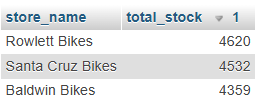 store_name total_stock 1
Rowlett Bikes 4620
Santa Cruz Bikes 4532
Baldwin Bikes 4359